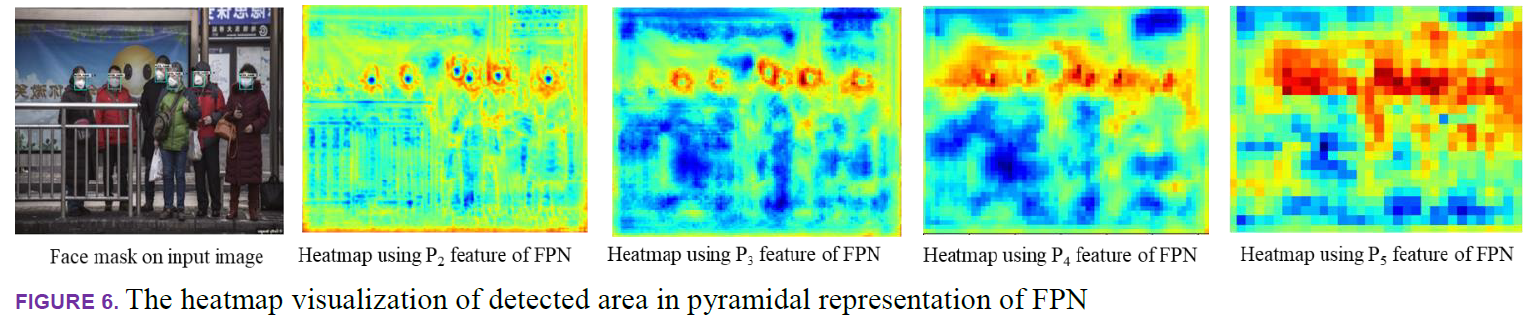 Face mask on input image
Heatmap using P₂ feature of FPN
Heatmap using P₃ feature of FPN
Heatmap using P₄ feature of FPN
Heatmap using P₅ feature of FPN
FIGURE 6. The heatmap visualization of detected area in pyramidal representation of FPN